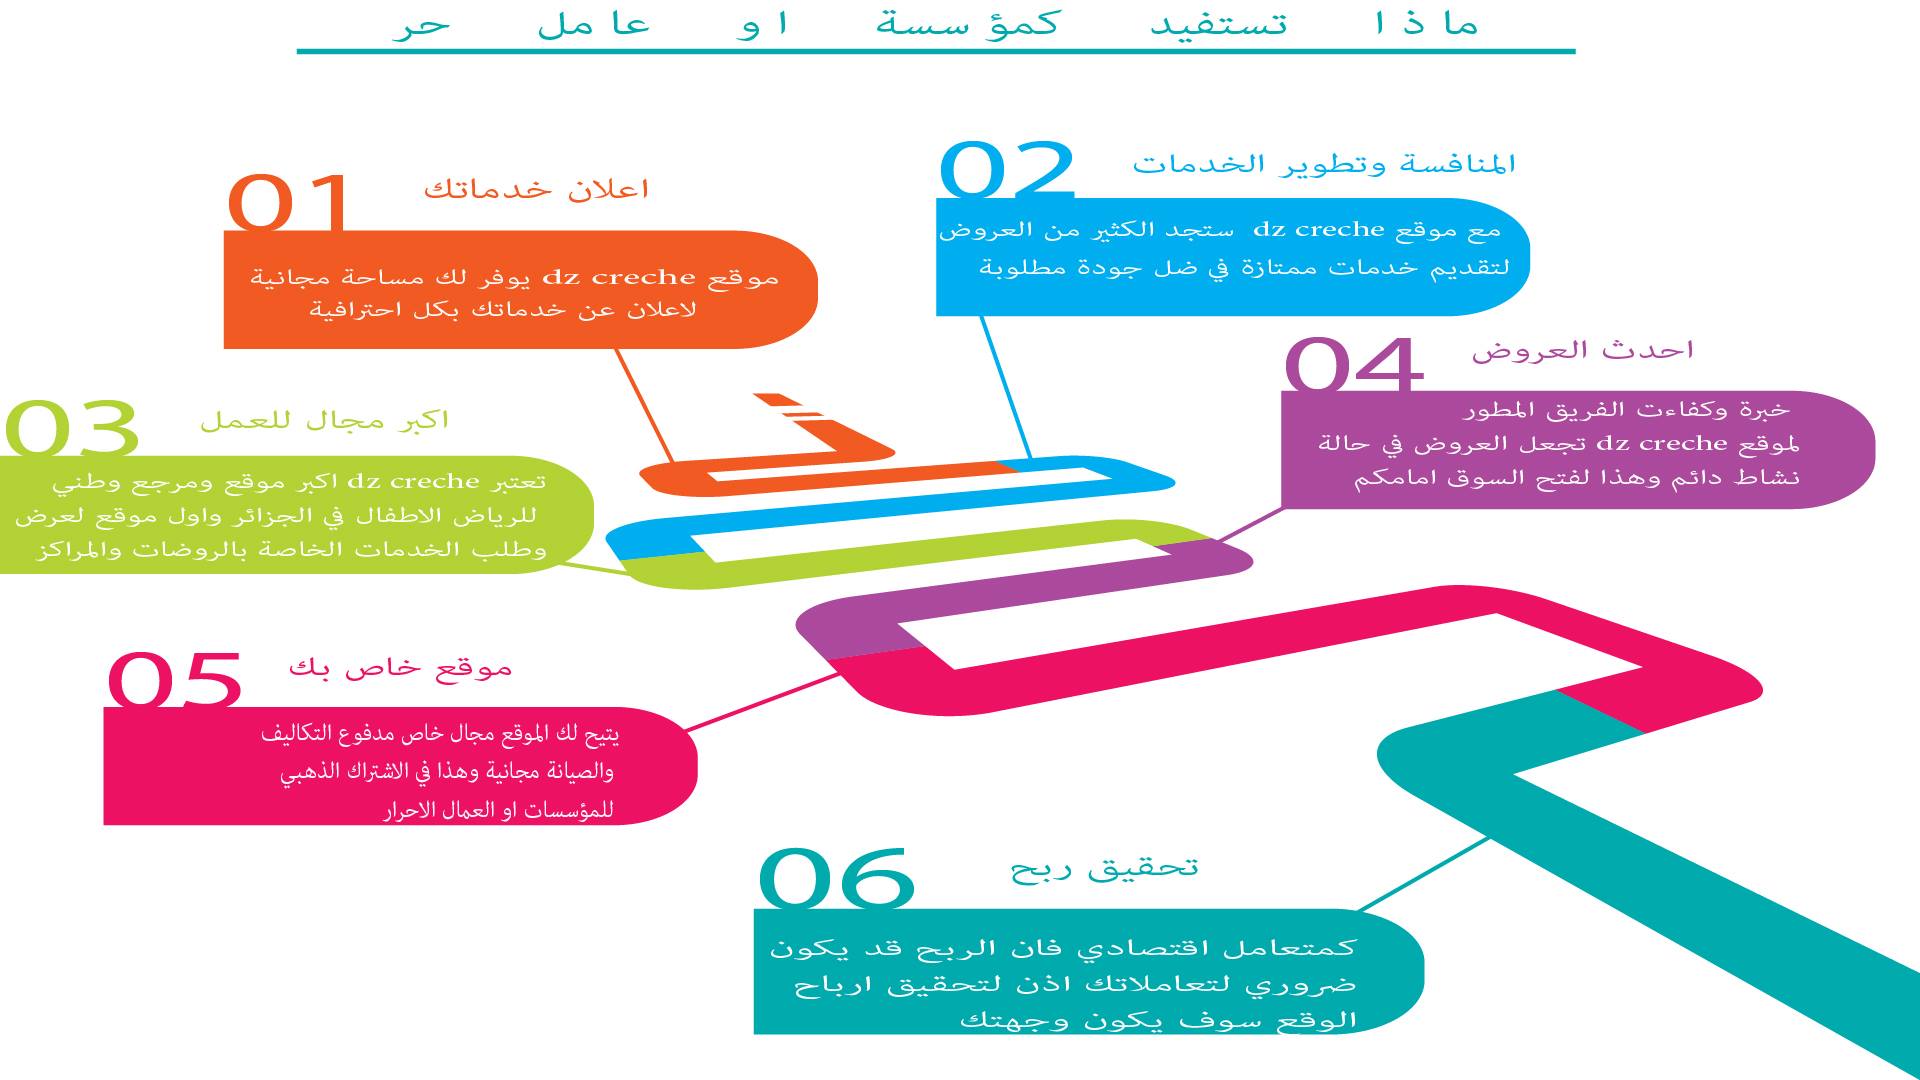 ماذا تستفيد كمؤسسة او عامل حر
01
اعلان خدماتك
موقع dz creche يوفر لك مساحة مجانية
لاعلان عن خدماتك بكل احترافية
02
المنافسة وتطوير الخدمات
مع موقع dz creche ستجد الكثير من العروض
لتقديم خدمات ممتازة في ضل جودة مطلوبة
03
اكبر مجال للعمل
تعتبر dz creche اكبر موقع ومرجع وطني
للرياض الاطفال في الجزائر واول موقع لعرض
وطلب الخدمات الخاصة بالروضات والمراكز
04
احدث العروض
خبرة وكفاءت الفريق المطور
لموقع dz creche تجعل العروض في حالة
نشاط دائم وهذا لفتح السوق امامكم
05
موقع خاص بك
يتيح لك الموقع مجال خاص مدفوع التكاليف
والصيانة مجانية وهذا في الاشتراك الذهبي
للمؤسسات او العمال الاحرار
06
تحقيق ربح
كمتعامل اقتصادي فان الربح قد يكون
ضروري لتعاملاتك اذن لتحقيق ارباح
الوقع سوف يكون وجهتك